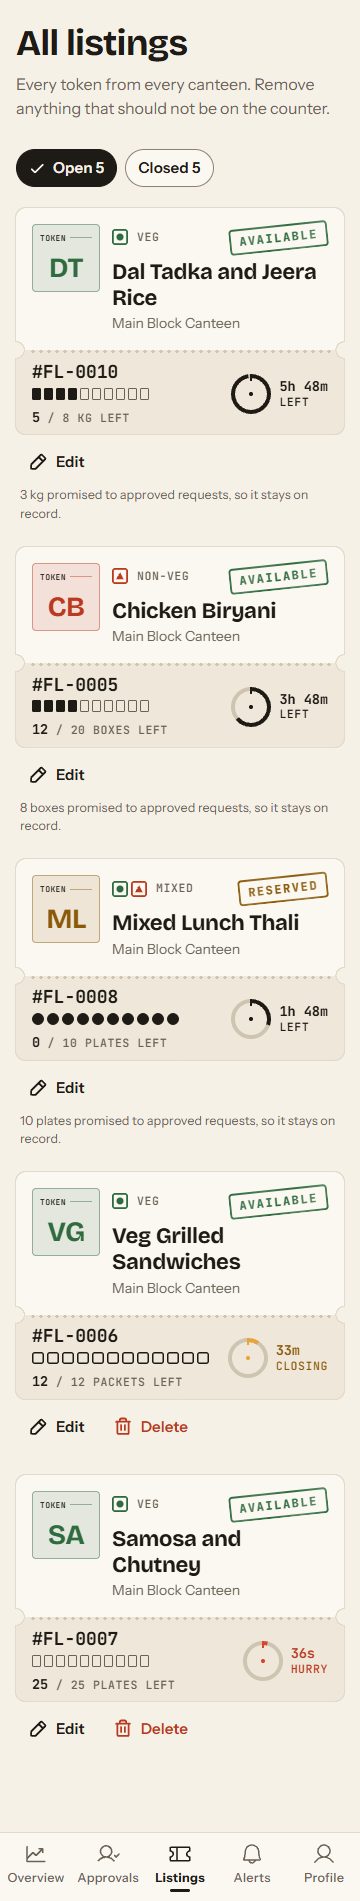 All listings
Every token from every canteen. Remove
anything that should not be on the counter.
Open 5
Closed 5
TOKEN
DT
VEG
AVAILABLE
Dal Tadka and Jeera
Rice
Main Block Canteen
#FL-0010
5 / 8 KG LEFT
5h 48m
LEFT
Edit
3 kg promised to approved requests, so it stays on
record.
TOKEN
CB
NON-VEG
AVAILABLE
Chicken Biryani
Main Block Canteen
#FL-0005
12 / 20 BOXES LEFT
3h 48m
LEFT
Edit
8 boxes promised to approved requests, so it stays on
record.
TOKEN
ML
MIXED
RESERVED
Mixed Lunch Thali
Main Block Canteen
#FL-0008
0 / 10 PLATES LEFT
1h 48m
LEFT
Edit
10 plates promised to approved requests, so it stays on
record.
TOKEN
VG
VEG
AVAILABLE
Veg Grilled
Sandwiches
Main Block Canteen
#FL-0006
12 / 12 PACKETS LEFT
33m
CLOSING
Edit
Delete
TOKEN
SA
VEG
AVAILABLE
Samosa and
Chutney
Main Block Canteen
#FL-0007
25 / 25 PLATES LEFT
36s
HURRY
Edit
Delete
Overview
Approvals
Listings
Alerts
Profile